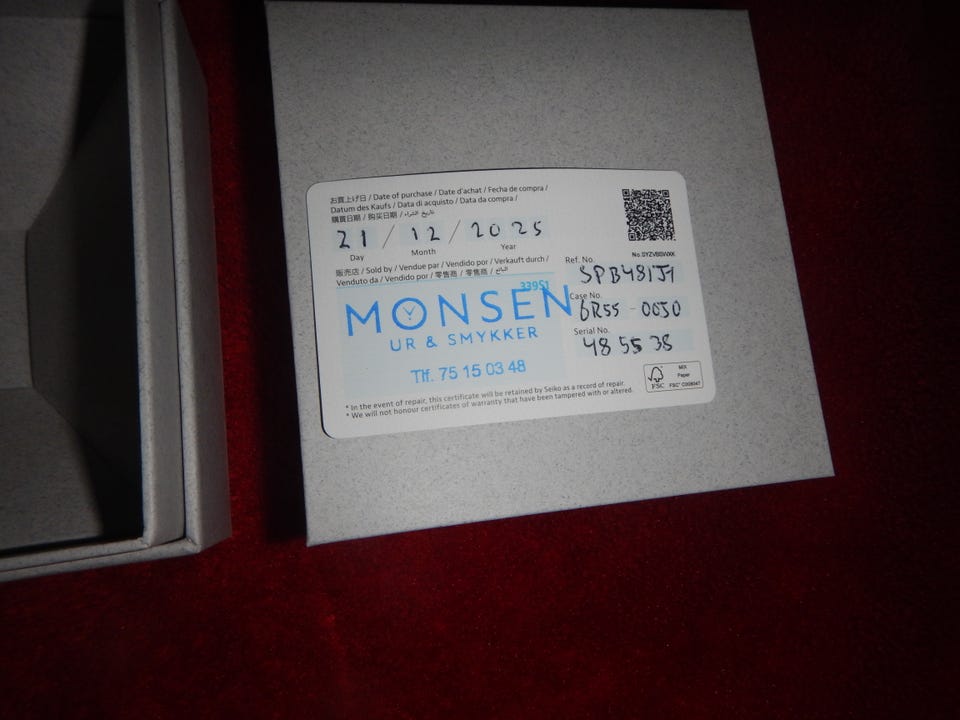 お買上げ日 / Date of purchase / Date d'achat / Fecha de compra /
Datum des Kaufs / Data di acquisto / Data da compra /
購買日期 / 购买日期 / تاريخ الشراء
21 / 12 / 2025
Day Month Year
販売店 / Sold by / Vendue par / Vendido por / Verkauft durch /
Venduto da / Vendido por / 零售商 / 零售商 / البائع
33951
MONSEN
UR & SMYKKER
Tlf. 75 15 03 48
* In the event of repair, this certificate will be retained by Seiko as a record of repair.
* We will not honour certificates of warranty that have been tampered with or altered.
Ref. No.
SPB481J1
Case No.
6R55-0050
Serial No.
485538
FSC
MIX
Paper